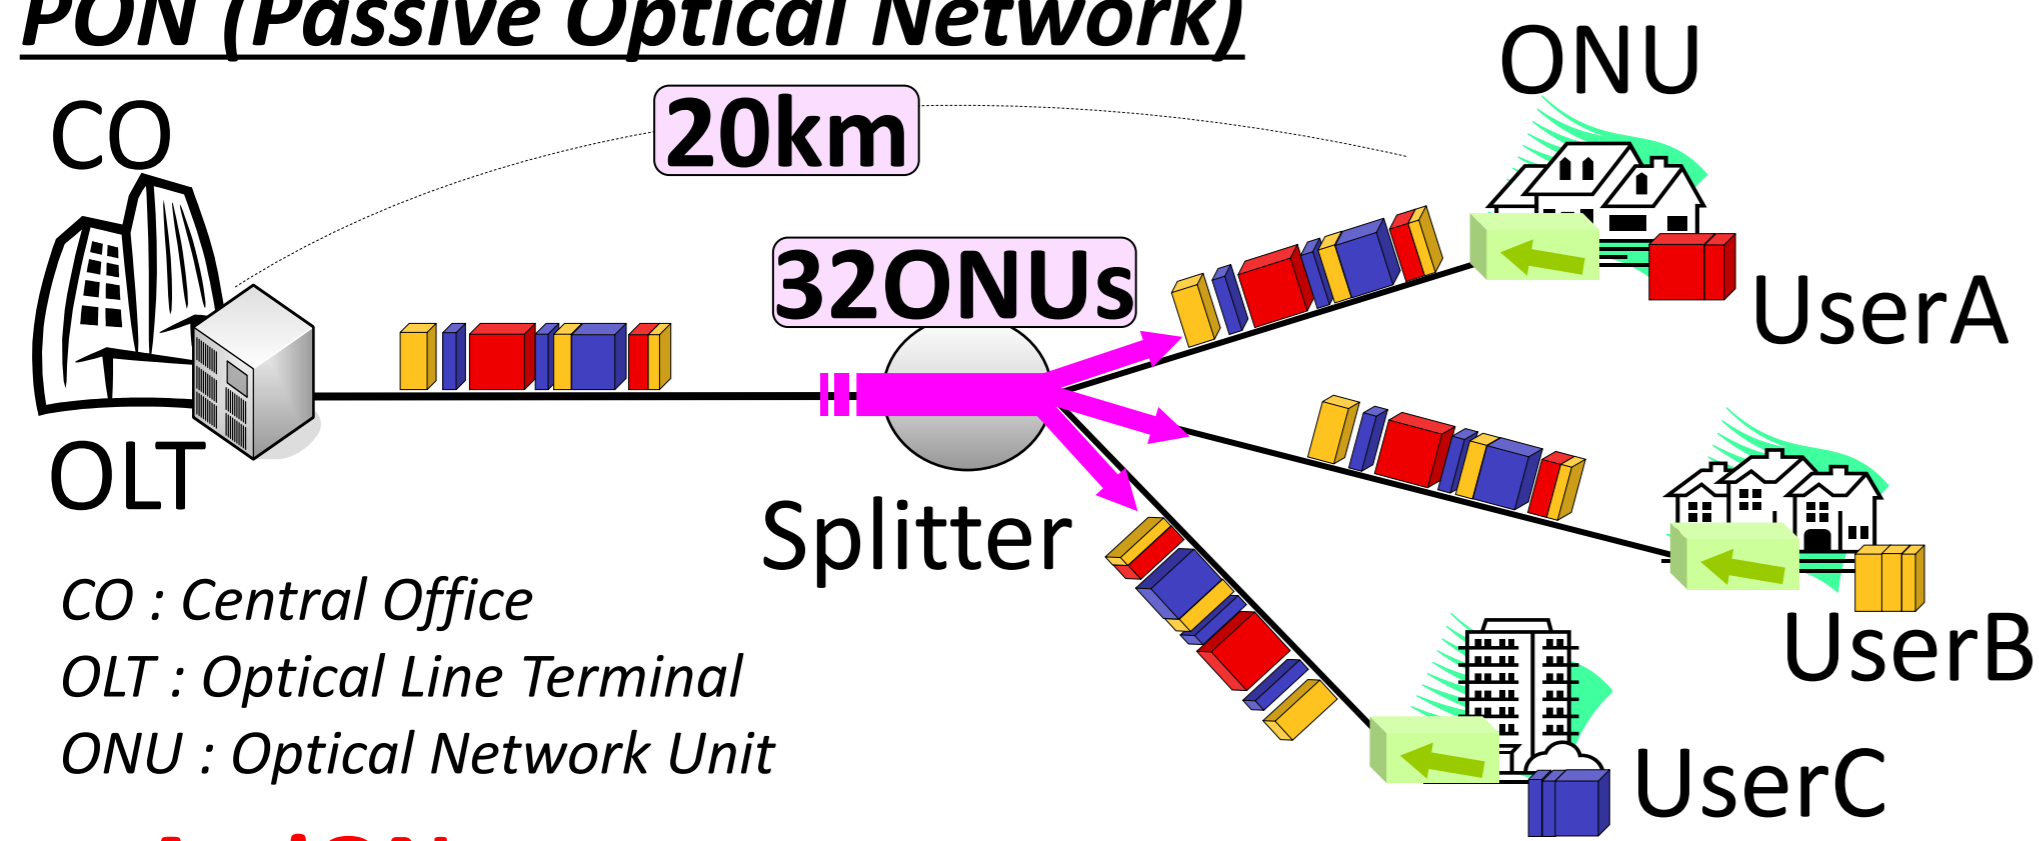 PON (Passive Optical Network)
ONU
CO
20km
32ONUs
UserA
OLT
Splitter
UserB
CO : Central Office
OLT : Optical Line Terminal
ONU : Optical Network Unit
UserC